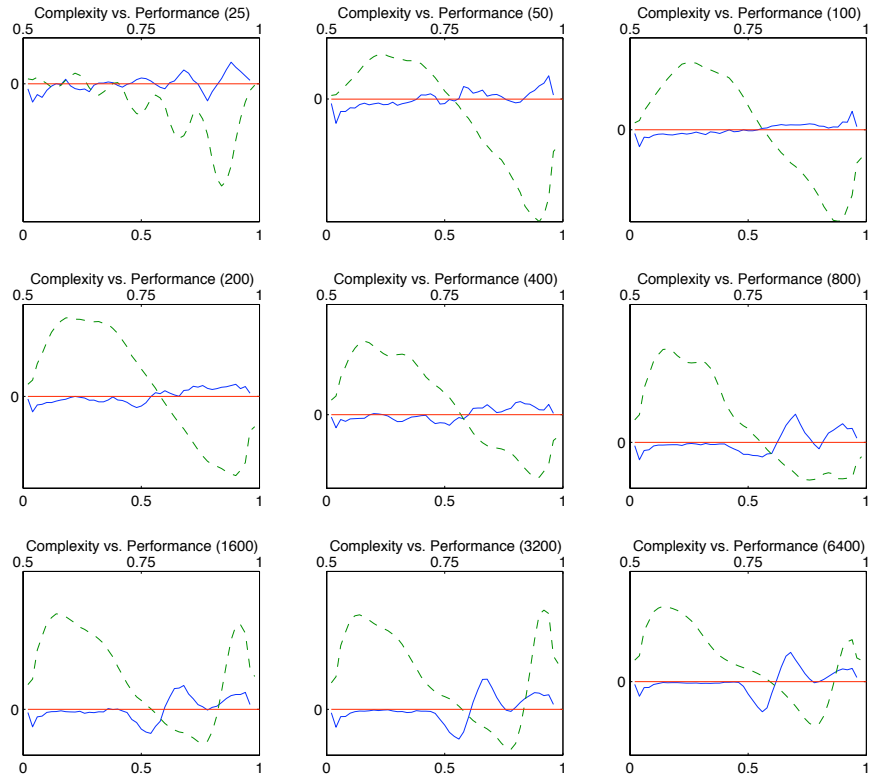 Complexity vs. Performance (25)
0.5 0.75 1
0
0 0.5 1
Complexity vs. Performance (50)
0.5 0.75 1
0
0 0.5 1
Complexity vs. Performance (100)
0.5 0.75 1
0
0 0.5 1
Complexity vs. Performance (200)
0.5 0.75 1
0
0 0.5 1
Complexity vs. Performance (400)
0.5 0.75 1
0
0 0.5 1
Complexity vs. Performance (800)
0.5 0.75 1
0
0 0.5 1
Complexity vs. Performance (1600)
0.5 0.75 1
0
0 0.5 1
Complexity vs. Performance (3200)
0.5 0.75 1
0
0 0.5 1
Complexity vs. Performance (6400)
0.5 0.75 1
0
0 0.5 1